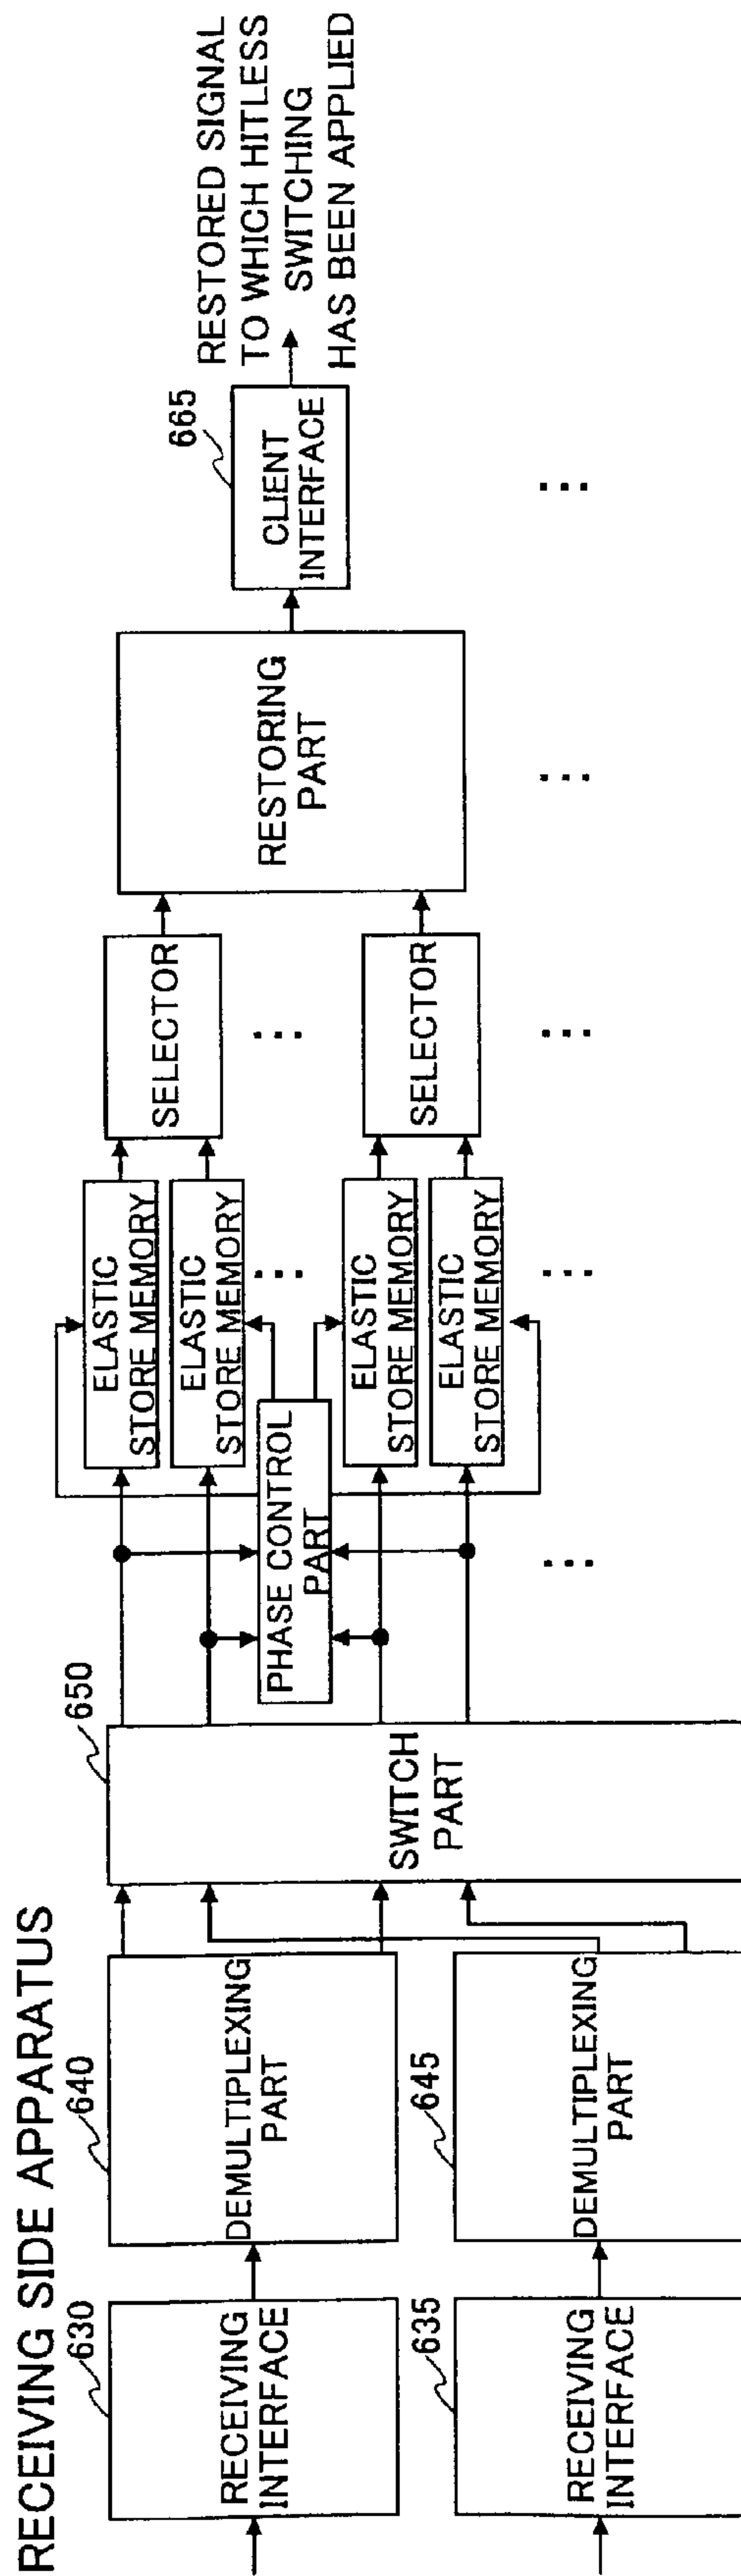 RECEIVING SIDE APPARATUS
630
RECEIVING
INTERFACE
640
DEMULTIPLEXING
PART
635
RECEIVING
INTERFACE
645
DEMULTIPLEXING
PART
650
SWITCH
PART
PHASE CONTROL
PART
...
ELASTIC
STORE MEMORY
ELASTIC
STORE MEMORY
...
ELASTIC
STORE MEMORY
ELASTIC
STORE MEMORY
...
SELECTOR
...
SELECTOR
...
RESTORING
PART
...
665
CLIENT
INTERFACE
...
RESTORED SIGNAL
TO WHICH HITLESS
SWITCHING
HAS BEEN APPLIED